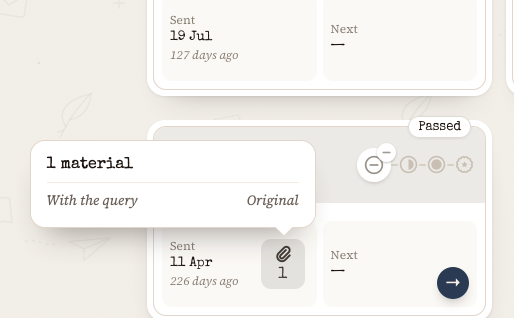 Sent
19 Jul
127 days ago
Next
—
Passed
1 material
With the query
Original
Sent
11 Apr
226 days ago
1
Next
—